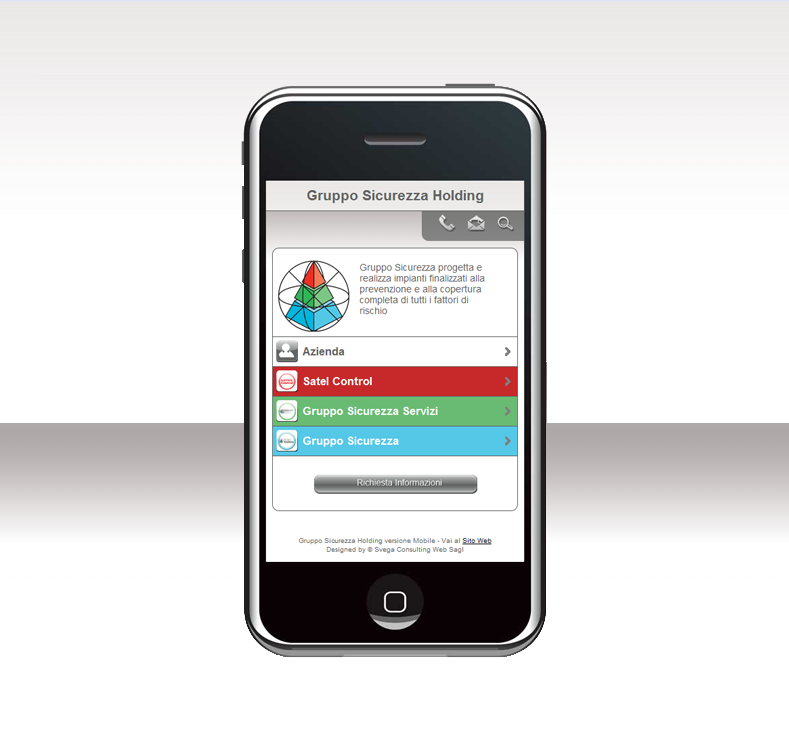 Gruppo Sicurezza Holding
Gruppo Sicurezza progetta e
realizza impianti finalizzati alla
prevenzione e alla copertura
completa di tutti i fattori di
rischio
Azienda
Satel Control
Gruppo Sicurezza Servizi
Gruppo Sicurezza
Richiesta Informazioni
Gruppo Sicurezza Holding versione Mobile - Vai al Sito Web
Designed by © Svega Consulting Web Sagl